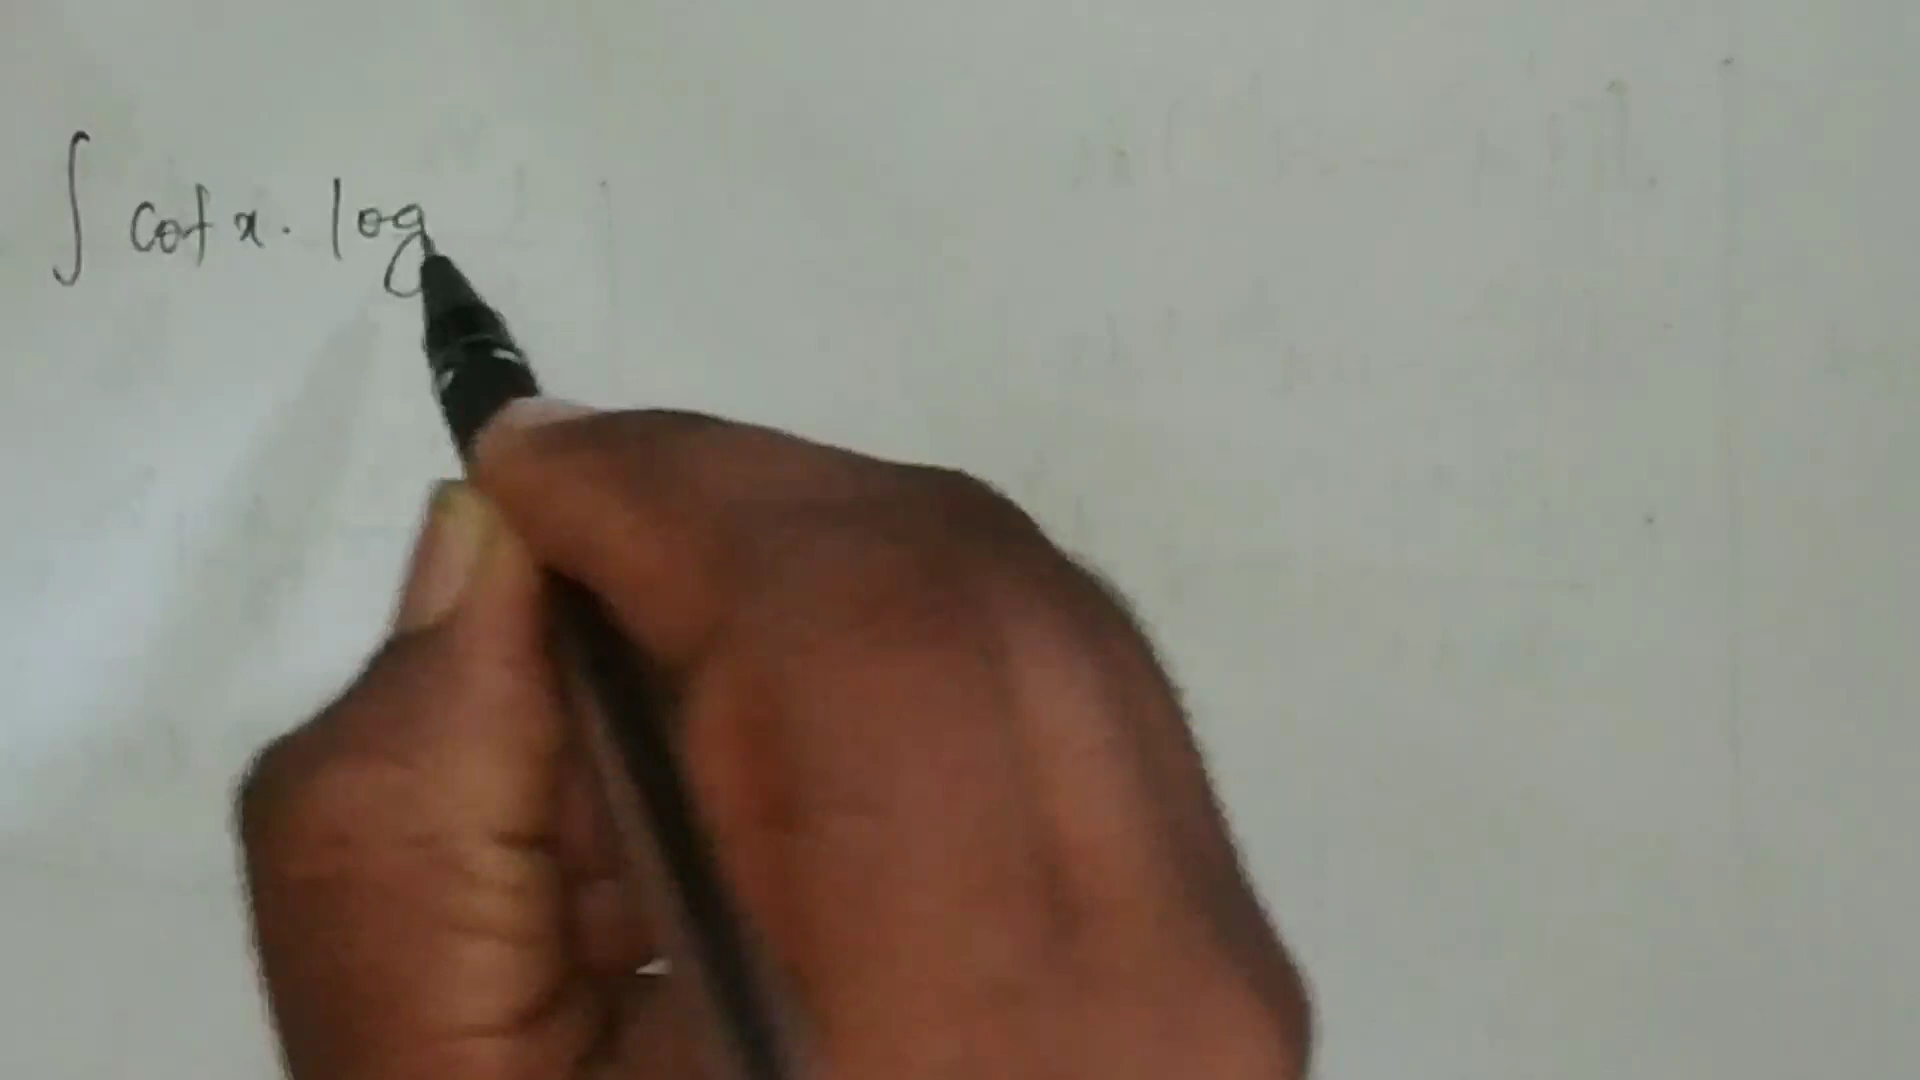 ∫ cot x . log